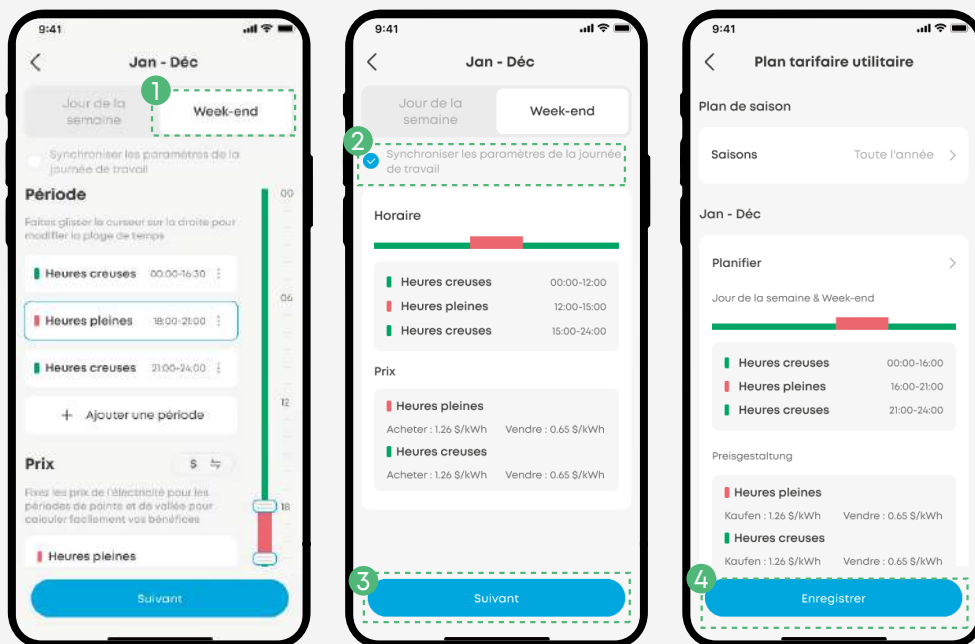 9:41
Jan - Déc
1
Jour de la
semaine
Week-end
Synchroniser les paramètres de la
journée de travail
Période
Faites glisser le curseur sur la droite pour
modifier la plage de temps
Heures creuses 00:00-16:30
Heures pleines 18:00-21:00
Heures creuses 21:00-24:00
+ Ajouter une période
Prix
$
Fixez les prix de l'électricité pour les
périodes de pointe et de vallée pour
calculer facilement vos bénéfices
Heures pleines
00
06
12
18
Suivant
9:41
Jan - Déc
Jour de la
semaine
Week-end
2
Synchroniser les paramètres de la journée
de travail
Horaire
Heures creuses 00:00-12:00
Heures pleines 12:00-15:00
Heures creuses 15:00-24:00
Prix
Heures pleines
Acheter : 1.26 $/kWh Vendre : 0.65 $/kWh
Heures creuses
Acheter : 1.26 $/kWh Vendre : 0.65 $/kWh
3
Suivant
9:41
Plan tarifaire utilitaire
Plan de saison
Saisons Toute l'année
Jan - Déc
Planifier
Jour de la semaine & Week-end
Heures creuses 00:00-16:00
Heures pleines 16:00-21:00
Heures creuses 21:00-24:00
Preisgestaltung
Heures pleines
Kaufen : 1.26 $/kWh Vendre : 0.65 $/kWh
Heures creuses
Kaufen : 1.26 $/kWh Vendre : 0.65 $/kWh
4
Enregistrer